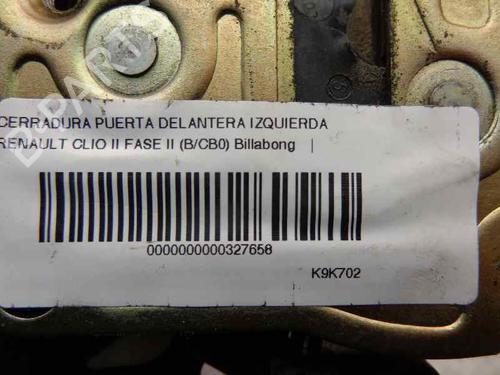 CERRADURA PUERTA DELANTERA IZQUIERDA
RENAULT CLIO II FASE II (B/CB0) Billabong |
0000000000327658
K9K702